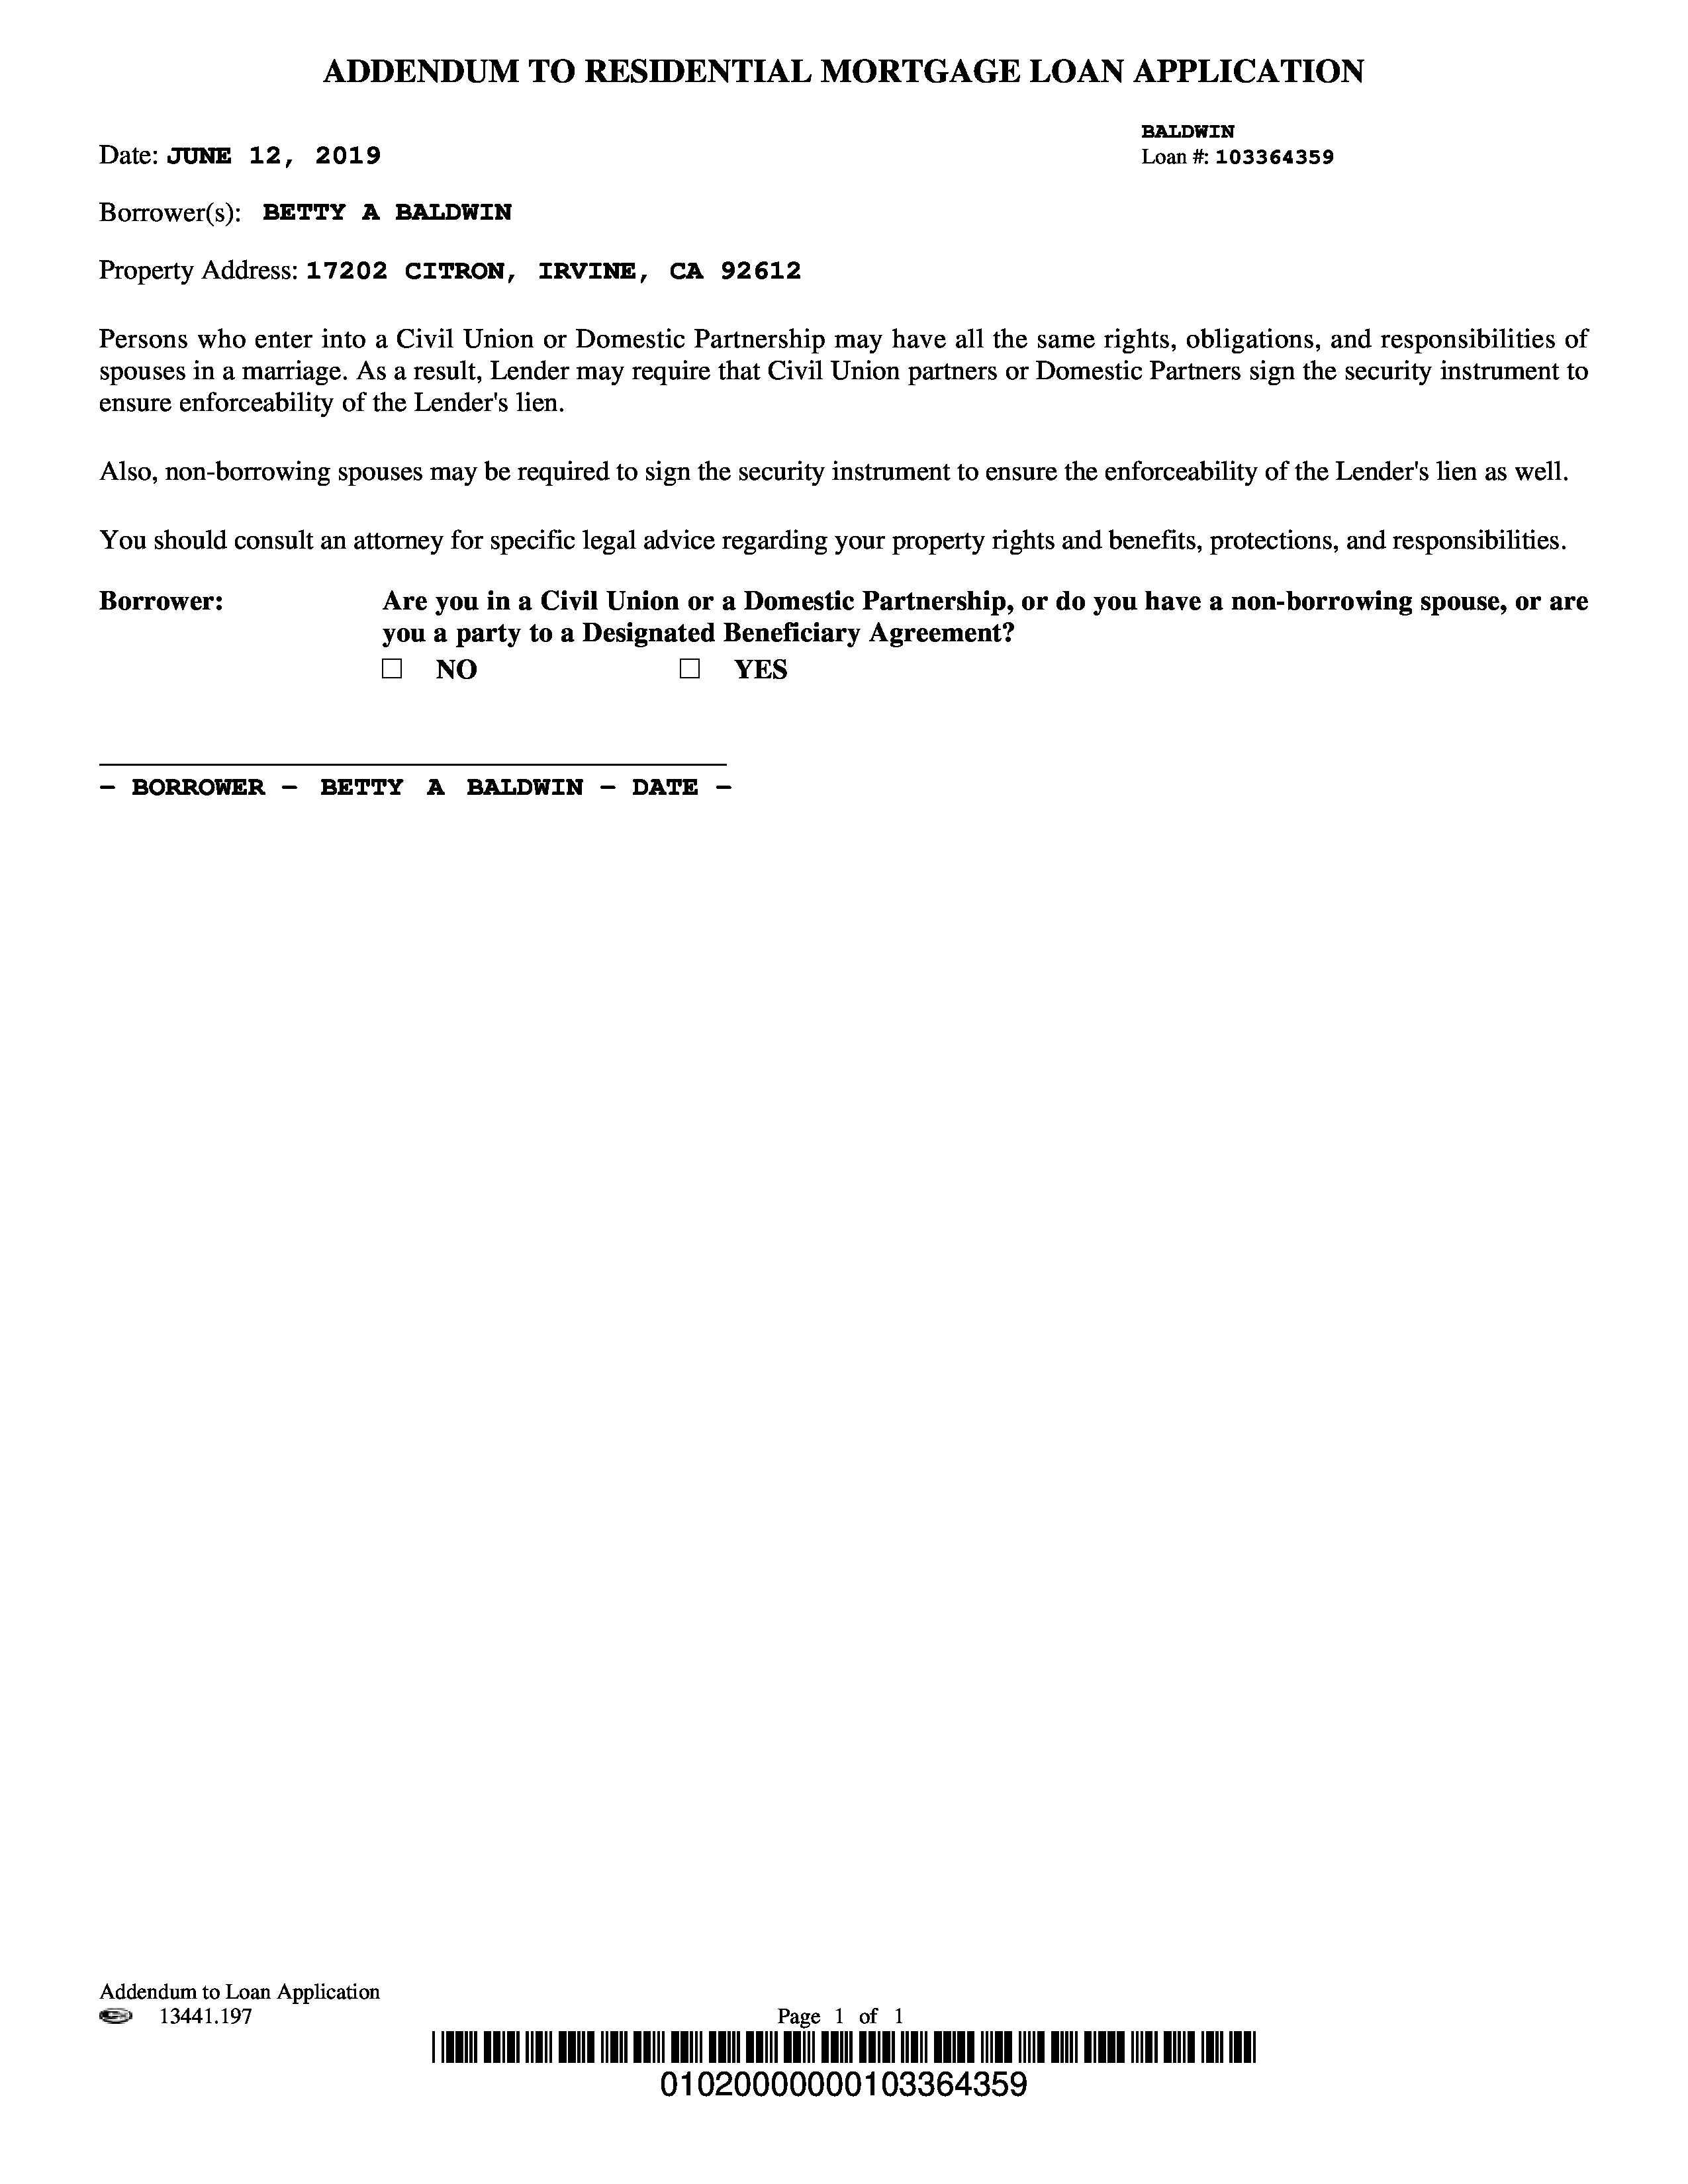 ADDENDUM TO RESIDENTIAL MORTGAGE LOAN APPLICATION
BALDWIN
Date: JUNE 12, 2019
Loan #: 103364359
Borrower(s): BETTY A BALDWIN
Property Address: 17202 CITRON, IRVINE, CA 92612
Persons who enter into a Civil Union or Domestic Partnership may have all the same rights, obligations, and responsibilities of
spouses in a marriage. As a result, Lender may require that Civil Union partners or Domestic Partners sign the security instrument to
ensure enforceability of the Lender's lien.
Also, non-borrowing spouses may be required to sign the security instrument to ensure the enforceability of the Lender's lien as well.
You should consult an attorney for specific legal advice regarding your property rights and benefits, protections, and responsibilities.
Borrower: Are you in a Civil Union or a Domestic Partnership, or do you have a non-borrowing spouse, or are
you a party to a Designated Beneficiary Agreement?
☐ NO ☐ YES
- BORROWER - BETTY A BALDWIN - DATE -
Addendum to Loan Application
13441.197
Page 1 of 1
01020000000103364359